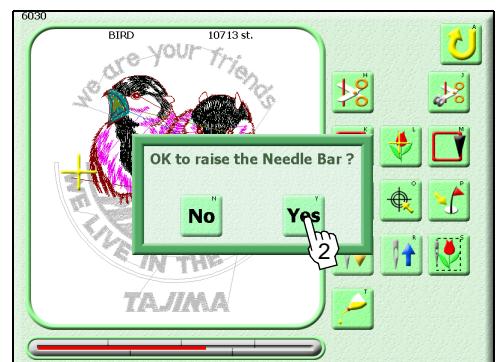 6030
BIRD 10713 st.
A
we are your friends
H J
K L M
OK to raise the Needle Bar ?
N Y
No Yes
O P
2
R S
WE LIVE IN THE
T
TAJIMA